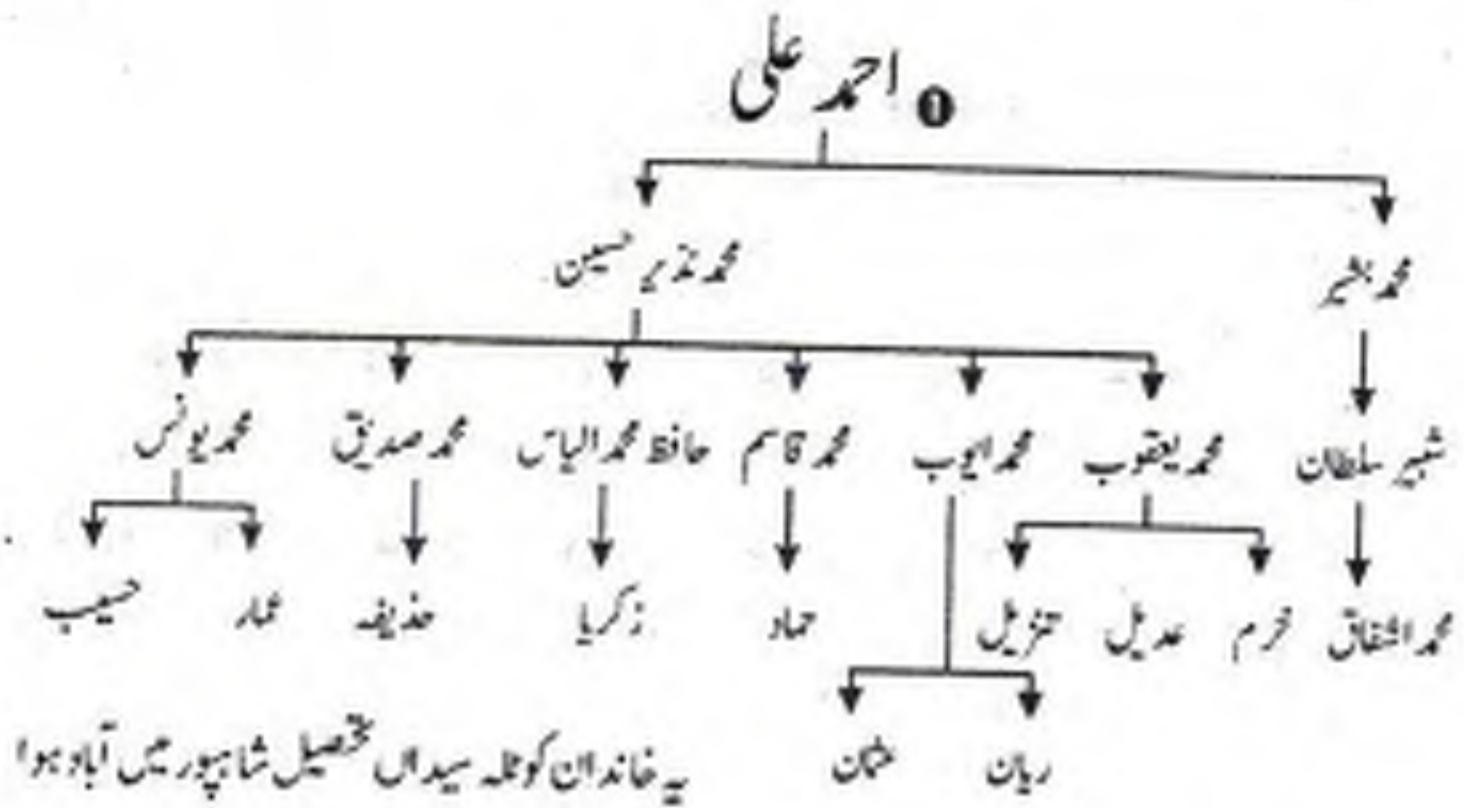 ❶ احمد علی
محمد بشیر محمد نذیر حسین
شبیر سلطان محمد یعقوب محمد ایوب محمد قاسم حافظ محمد الیاس محمد صدیق محمد یونس
محمد اشفاق خرم عدیل تنزیل حماد زکریا حذیفہ عمار حسیب
ریان عثمان
یہ خاندان کوٹلہ سیداں تحصیل شاہپور میں آباد ہوا